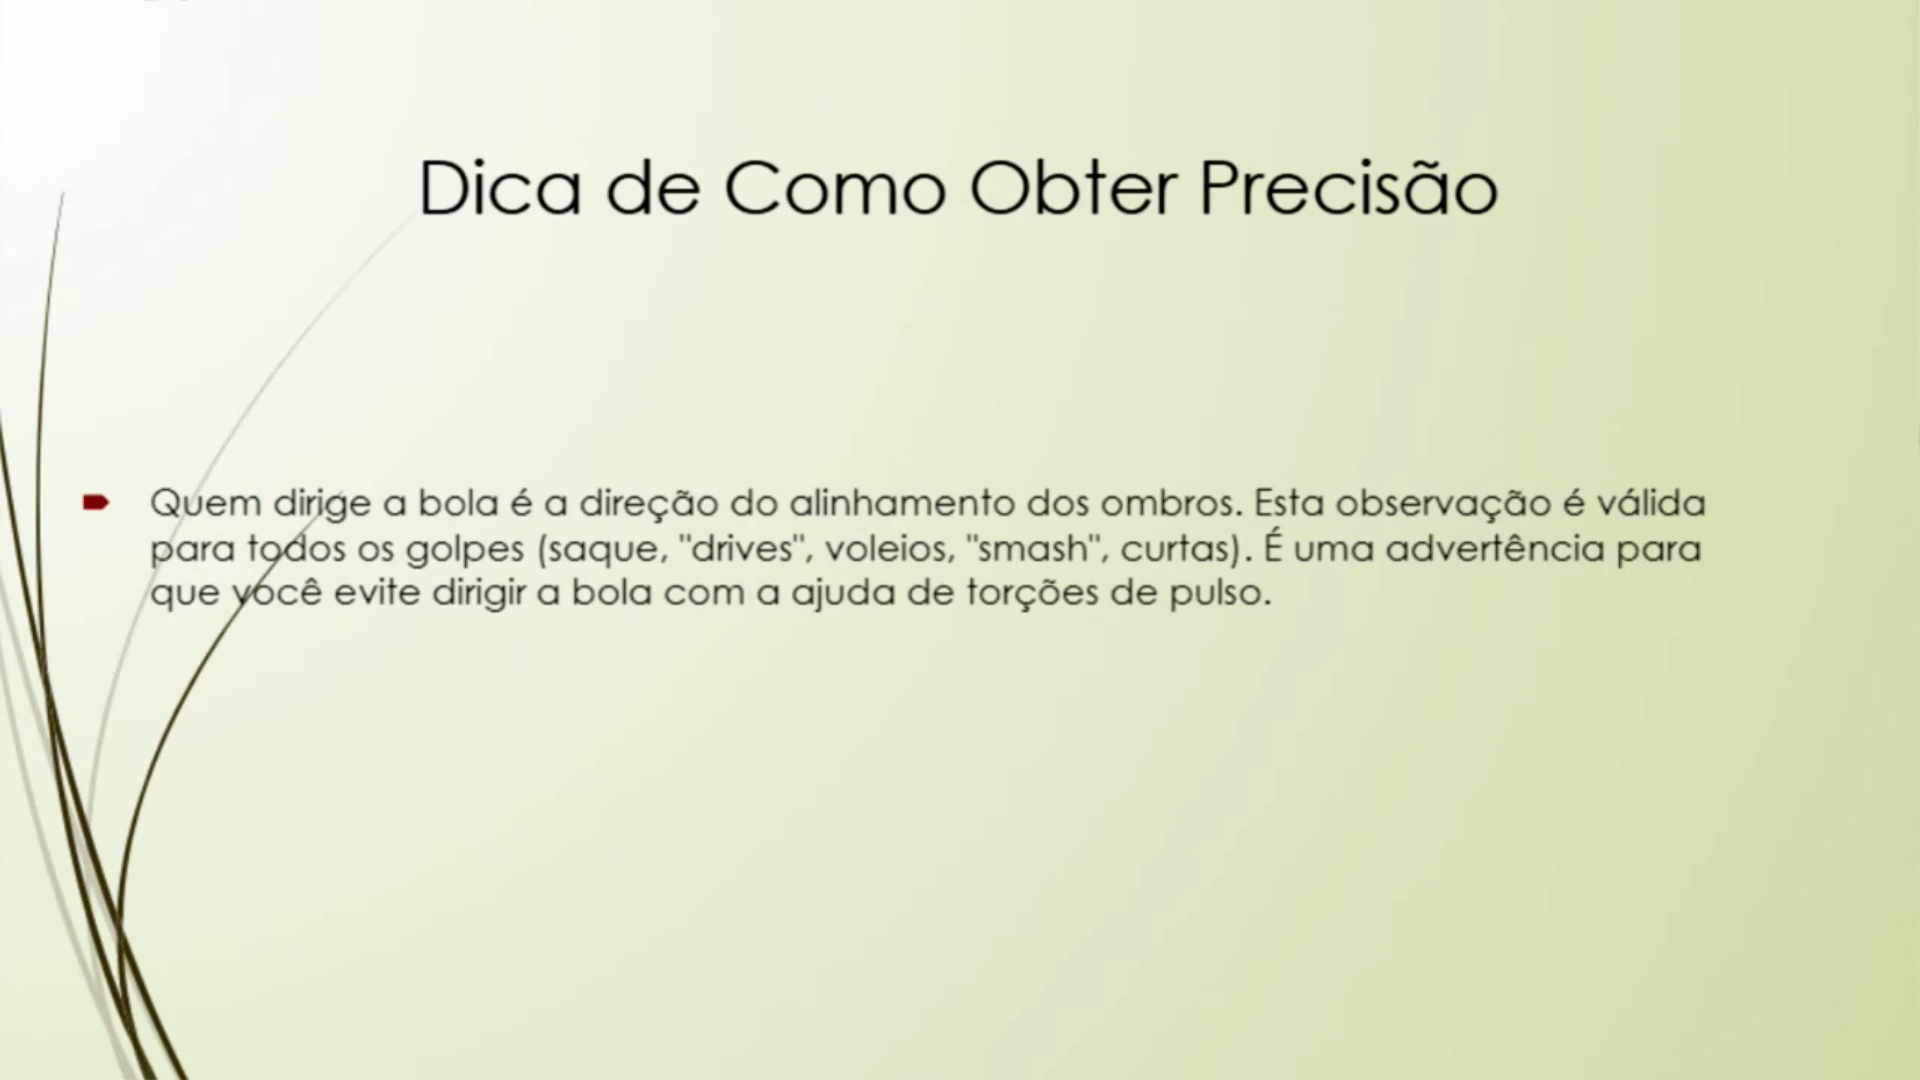 Dica de Como Obter Precisão
Quem dirige a bola é a direção do alinhamento dos ombros. Esta observação é válida
para todos os golpes (saque, "drives", voleios, "smash", curtas). É uma advertência para
que você evite dirigir a bola com a ajuda de torções de pulso.